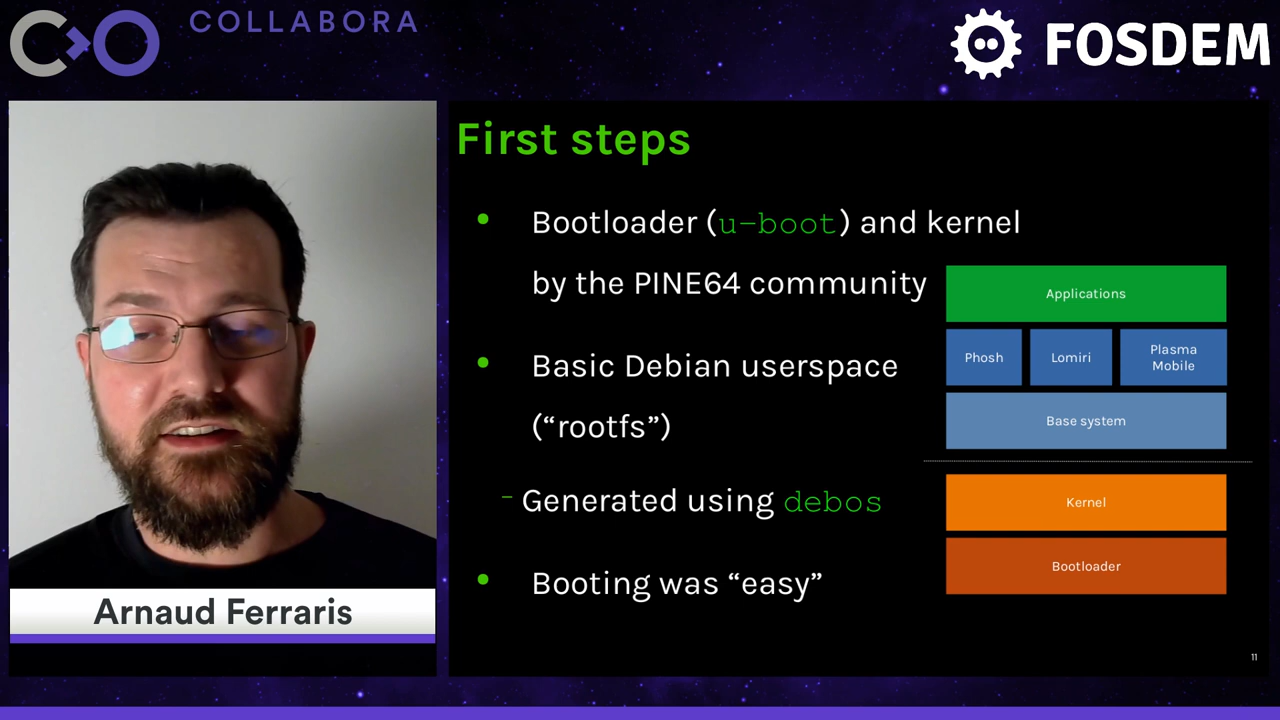 COLLABORA
FOSDEM
First steps
Bootloader (u-boot) and kernel
by the PINE64 community
Basic Debian userspace
(“rootfs”)
- Generated using debos
Booting was “easy”
Applications
Phosh
Lomiri
Plasma
Mobile
Base system
Kernel
Bootloader
Arnaud Ferraris
11